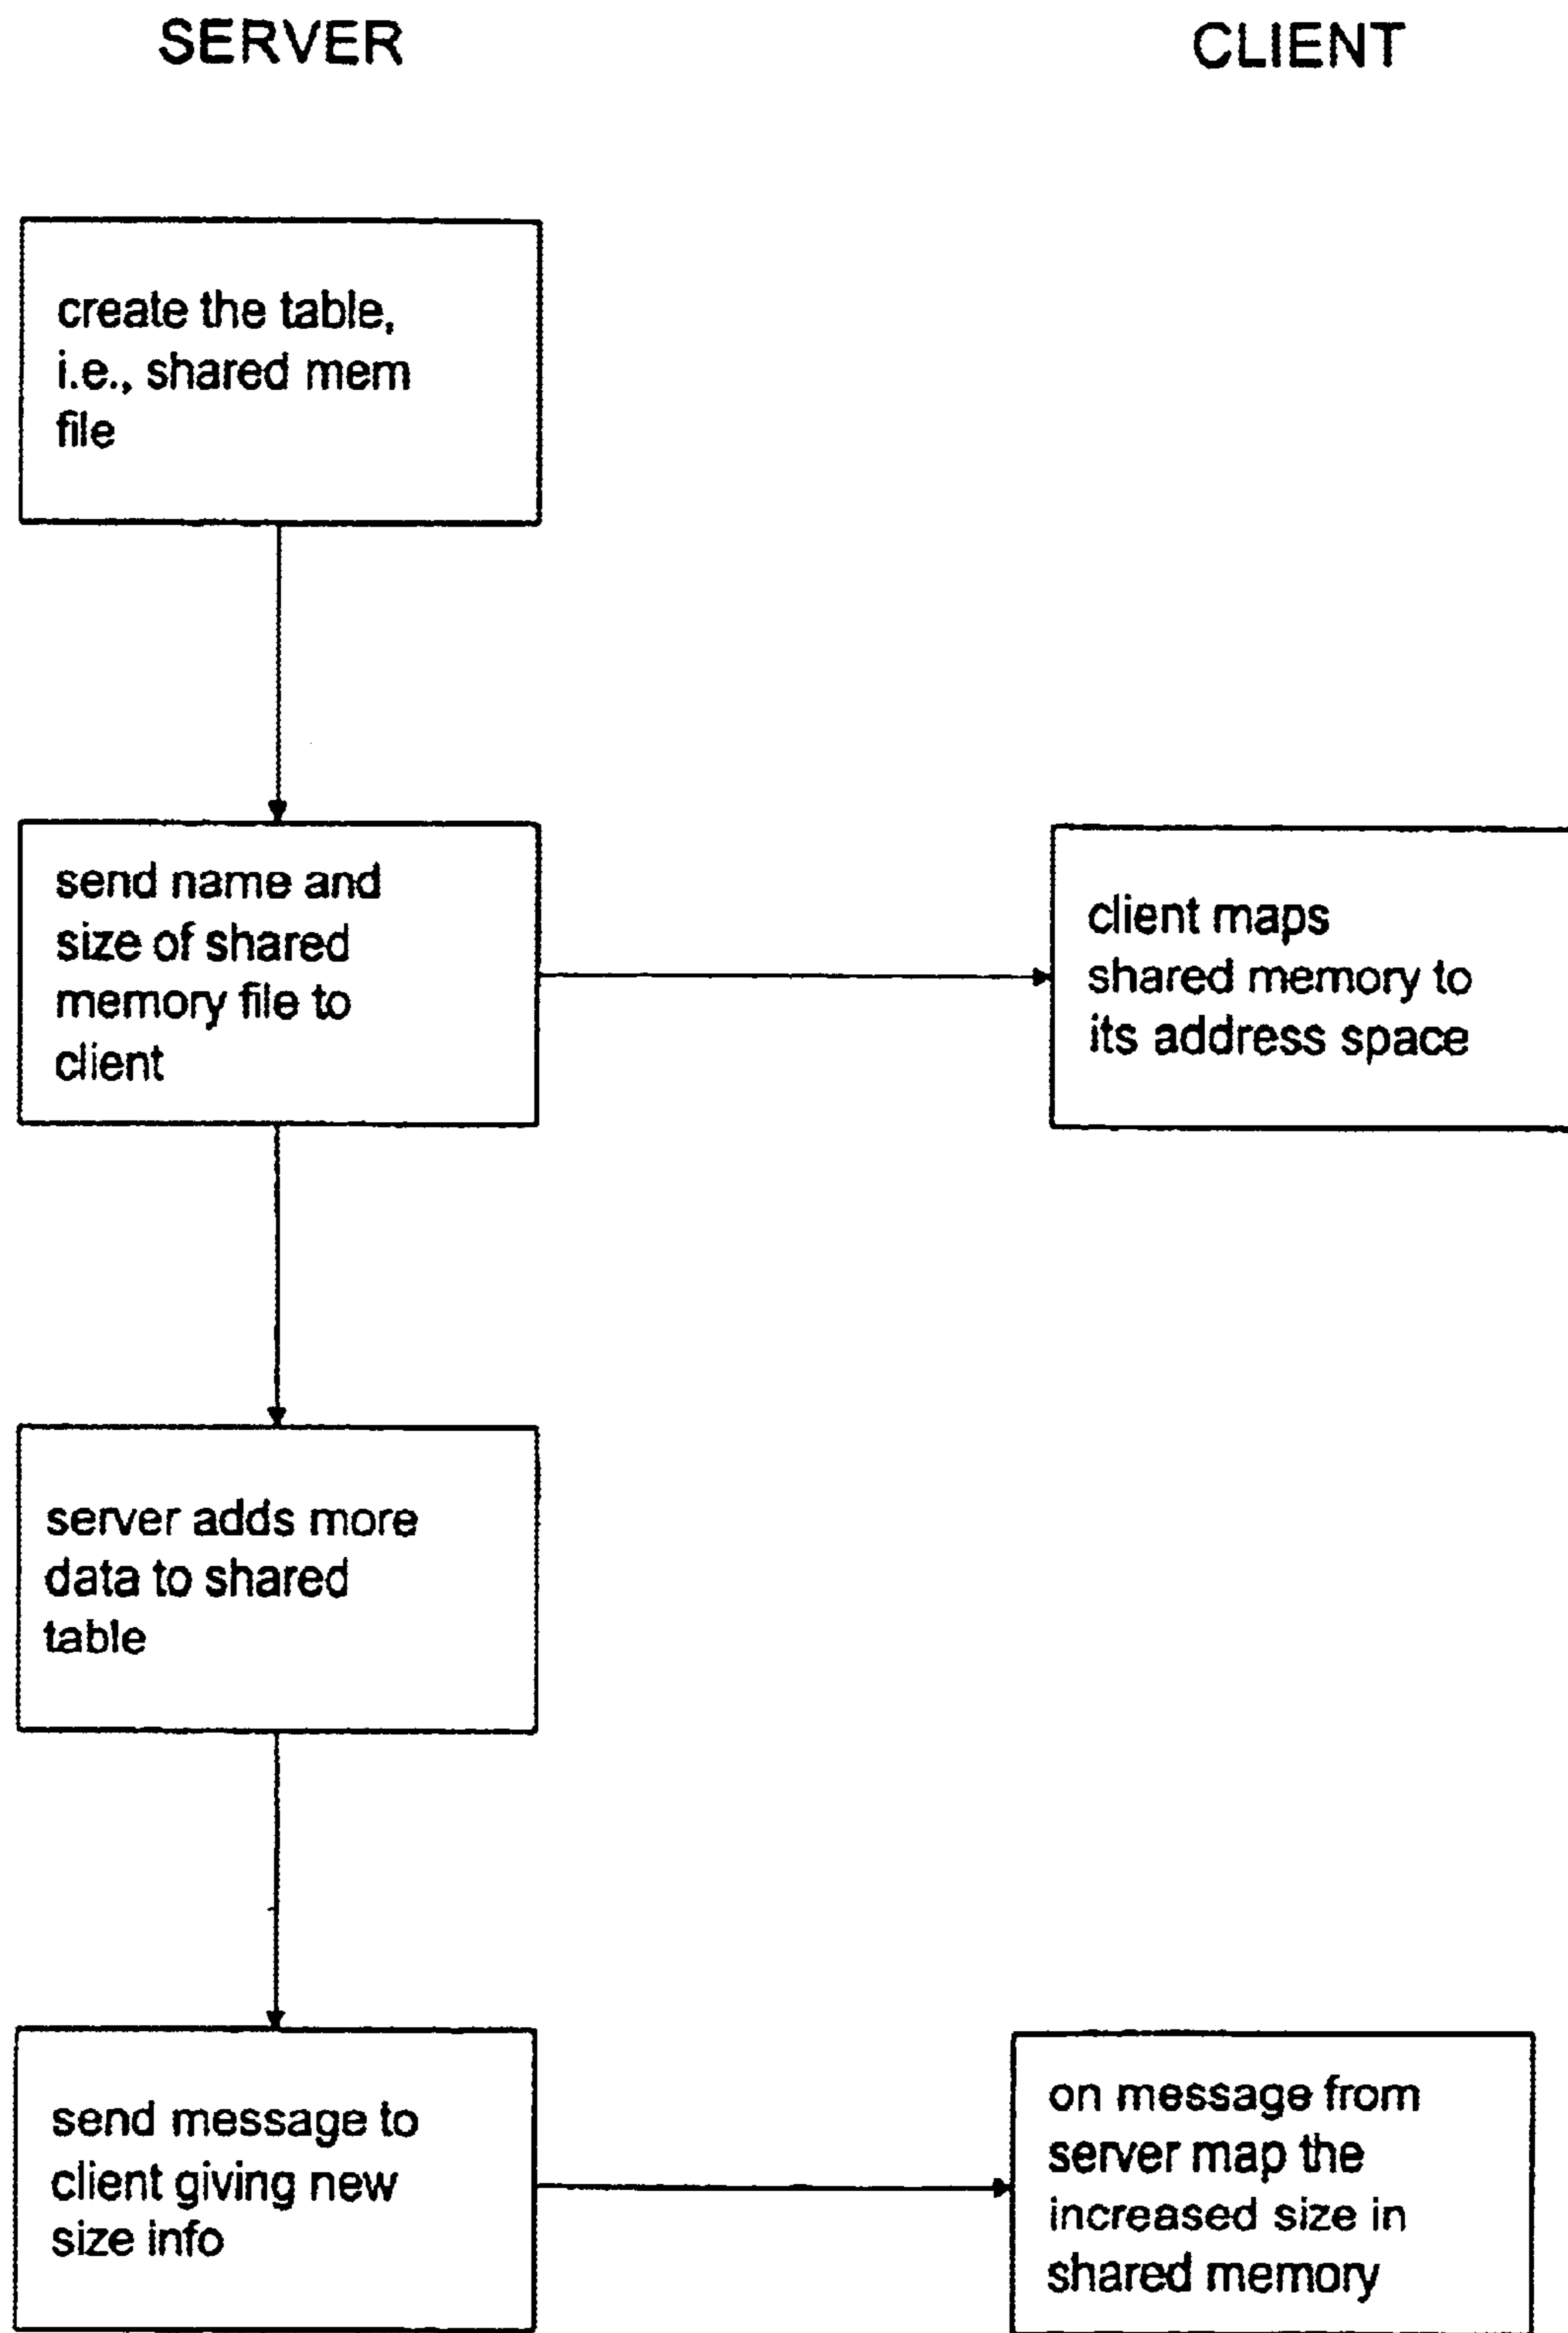 SERVER
CLIENT
create the table,
i.e., shared mem
file
send name and
size of shared
memory file to
client
client maps
shared memory to
its address space
server adds more
data to shared
table
send message to
client giving new
size info
on message from
server map the
increased size in
shared memory